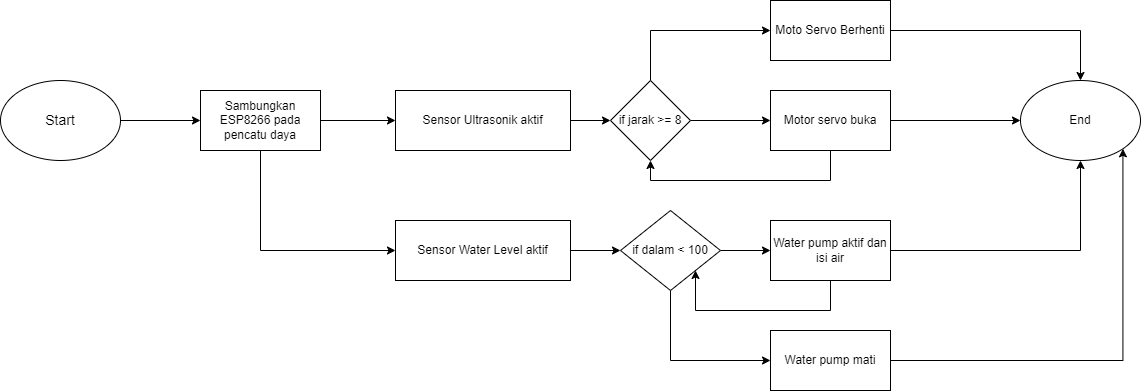 Moto Servo Berhenti
Start
Sambungkan
ESP8266 pada
pencatu daya
Sensor Ultrasonik aktif
if jarak >= 8
Motor servo buka
End
Sensor Water Level aktif
if dalam < 100
Water pump aktif dan
isi air
Water pump mati